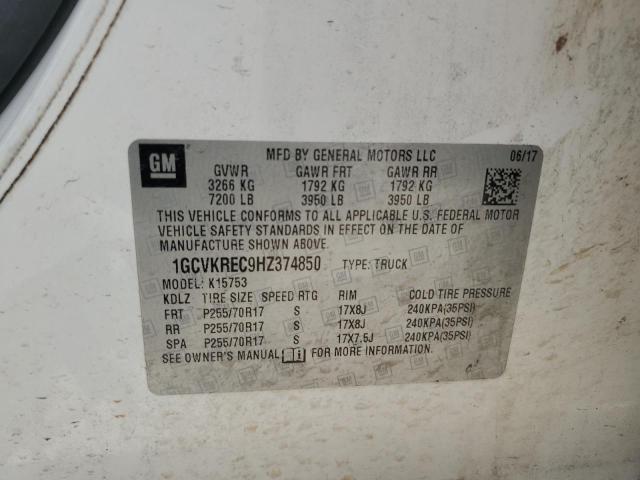 GM
MFD BY GENERAL MOTORS LLC 06/17
GVWR GAWR FRT GAWR RR
3266 KG 1792 KG 1792 KG
7200 LB 3950 LB 3950 LB
THIS VEHICLE CONFORMS TO ALL APPLICABLE U.S. FEDERAL MOTOR
VEHICLE SAFETY STANDARDS IN EFFECT ON THE DATE OF
MANUFACTURE SHOWN ABOVE.
1GCVKREC9HZ374850 TYPE: TRUCK
MODEL: K15753
KDLZ TIRE SIZE SPEED RTG RIM COLD TIRE PRESSURE
FRT P255/70R17 S 17X8J 240KPA(35PSI)
RR P255/70R17 S 17X8J 240KPA(35PSI)
SPA P255/70R17 S 17X7.5J 240KPA(35PSI)
SEE OWNER'S MANUAL FOR MORE INFORMATION.